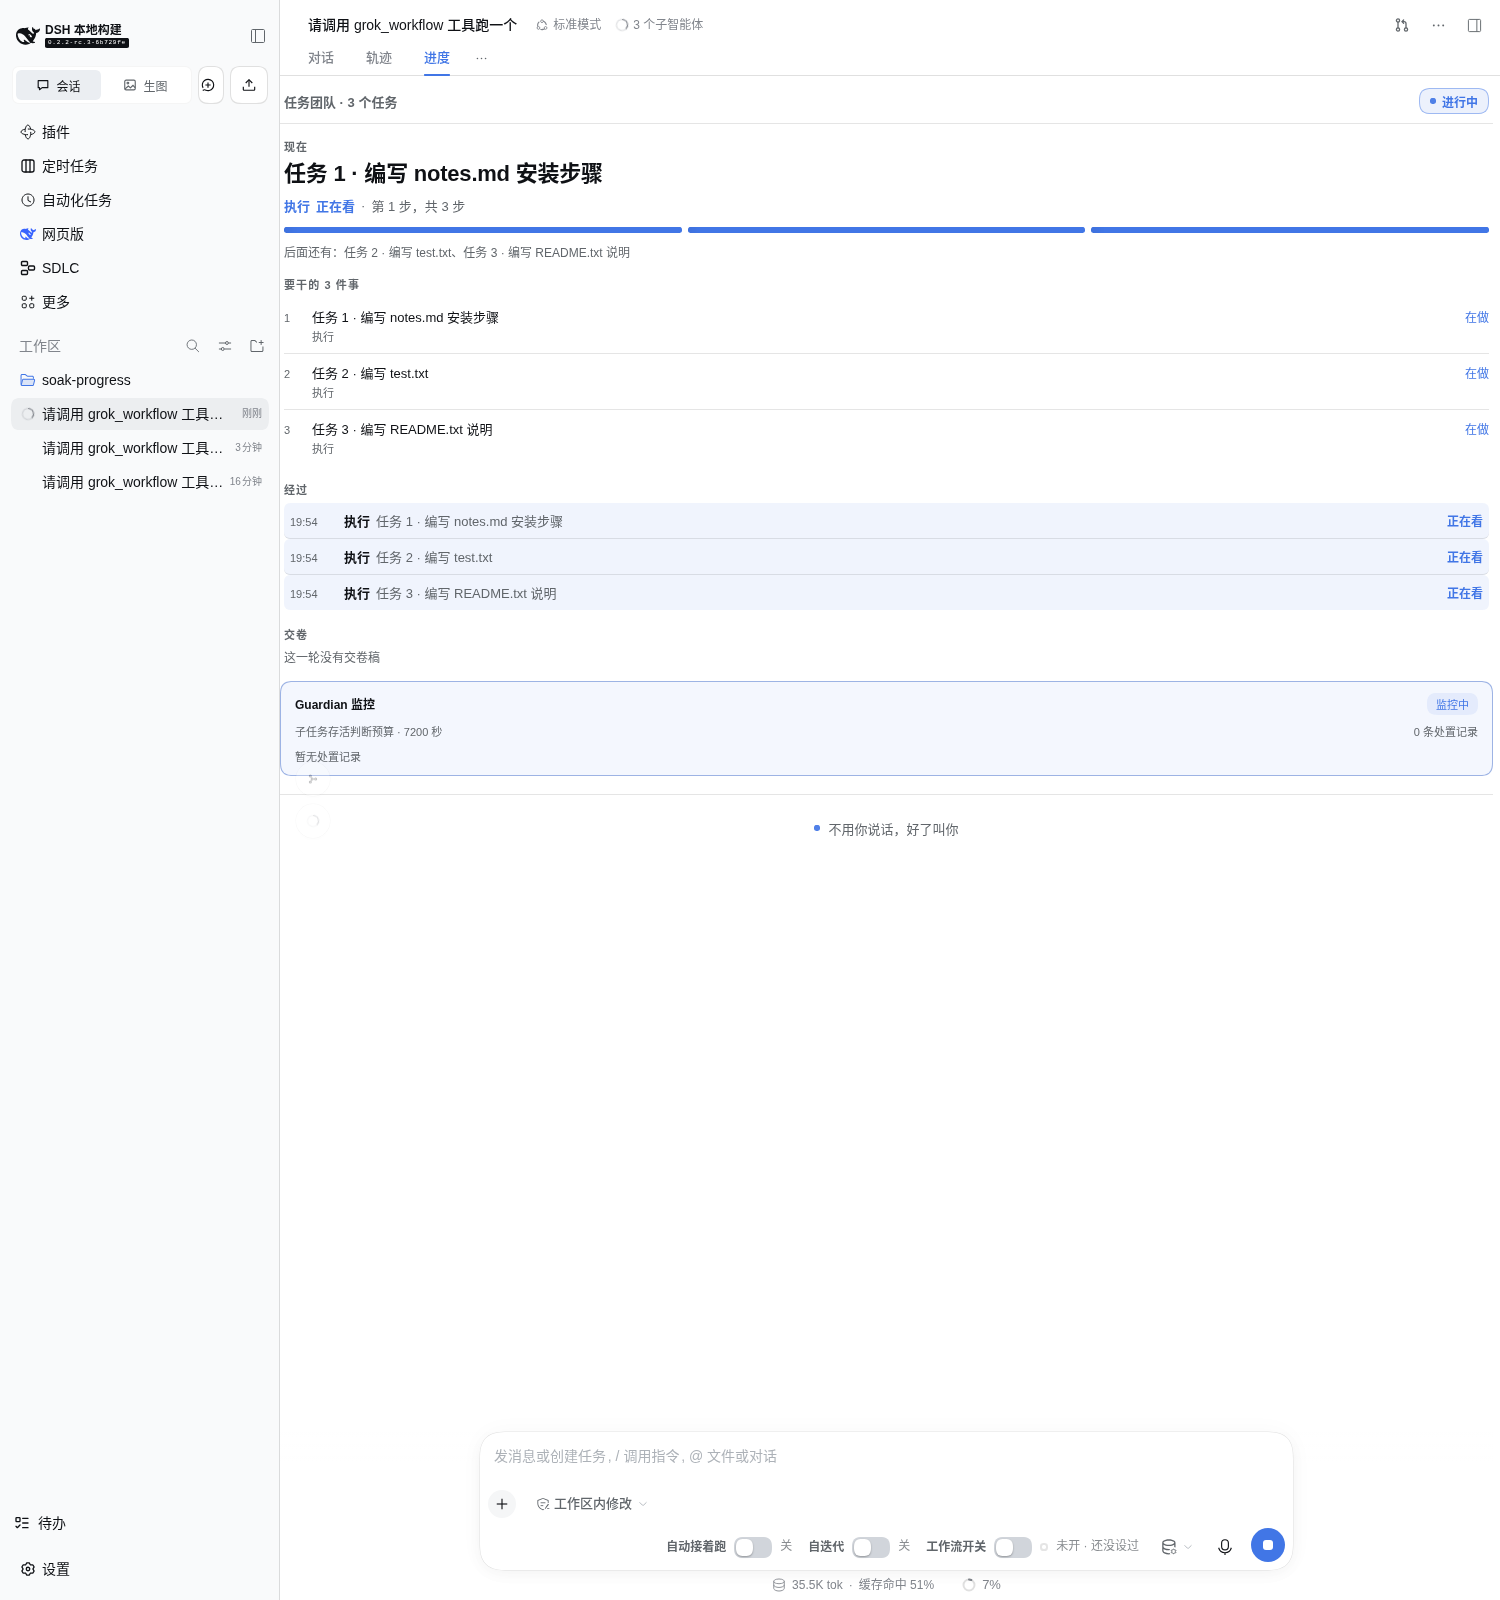 DSH 本地构建
0.2.2-rc.3-6b729fe
会话
生图
插件
定时任务
自动化任务
网页版
SDLC
更多
工作区
soak-progress
请调用 grok_workflow 工具… 刚刚
请调用 grok_workflow 工具… 3分钟
请调用 grok_workflow 工具… 16分钟
待办
设置
请调用 grok_workflow 工具跑一个 标准模式 3 个子智能体
对话 轨迹 进度 …
任务团队 · 3 个任务 进行中
现在
任务 1 · 编写 notes.md 安装步骤
执行 正在看 · 第 1 步，共 3 步
后面还有：任务 2 · 编写 test.txt、任务 3 · 编写 README.txt 说明
要干的 3 件事
1 任务 1 · 编写 notes.md 安装步骤 在做
执行
2 任务 2 · 编写 test.txt 在做
执行
3 任务 3 · 编写 README.txt 说明 在做
执行
经过
19:54 执行 任务 1 · 编写 notes.md 安装步骤 正在看
19:54 执行 任务 2 · 编写 test.txt 正在看
19:54 执行 任务 3 · 编写 README.txt 说明 正在看
交卷
这一轮没有交卷稿
Guardian 监控 监控中
子任务存活判断预算 · 7200 秒 0 条处置记录
暂无处置记录
不用你说话，好了叫你
发消息或创建任务, / 调用指令, @ 文件或对话
工作区内修改
自动接着跑 关 自迭代 关 工作流开关 未开 · 还没设过
35.5K tok · 缓存命中 51% 7%